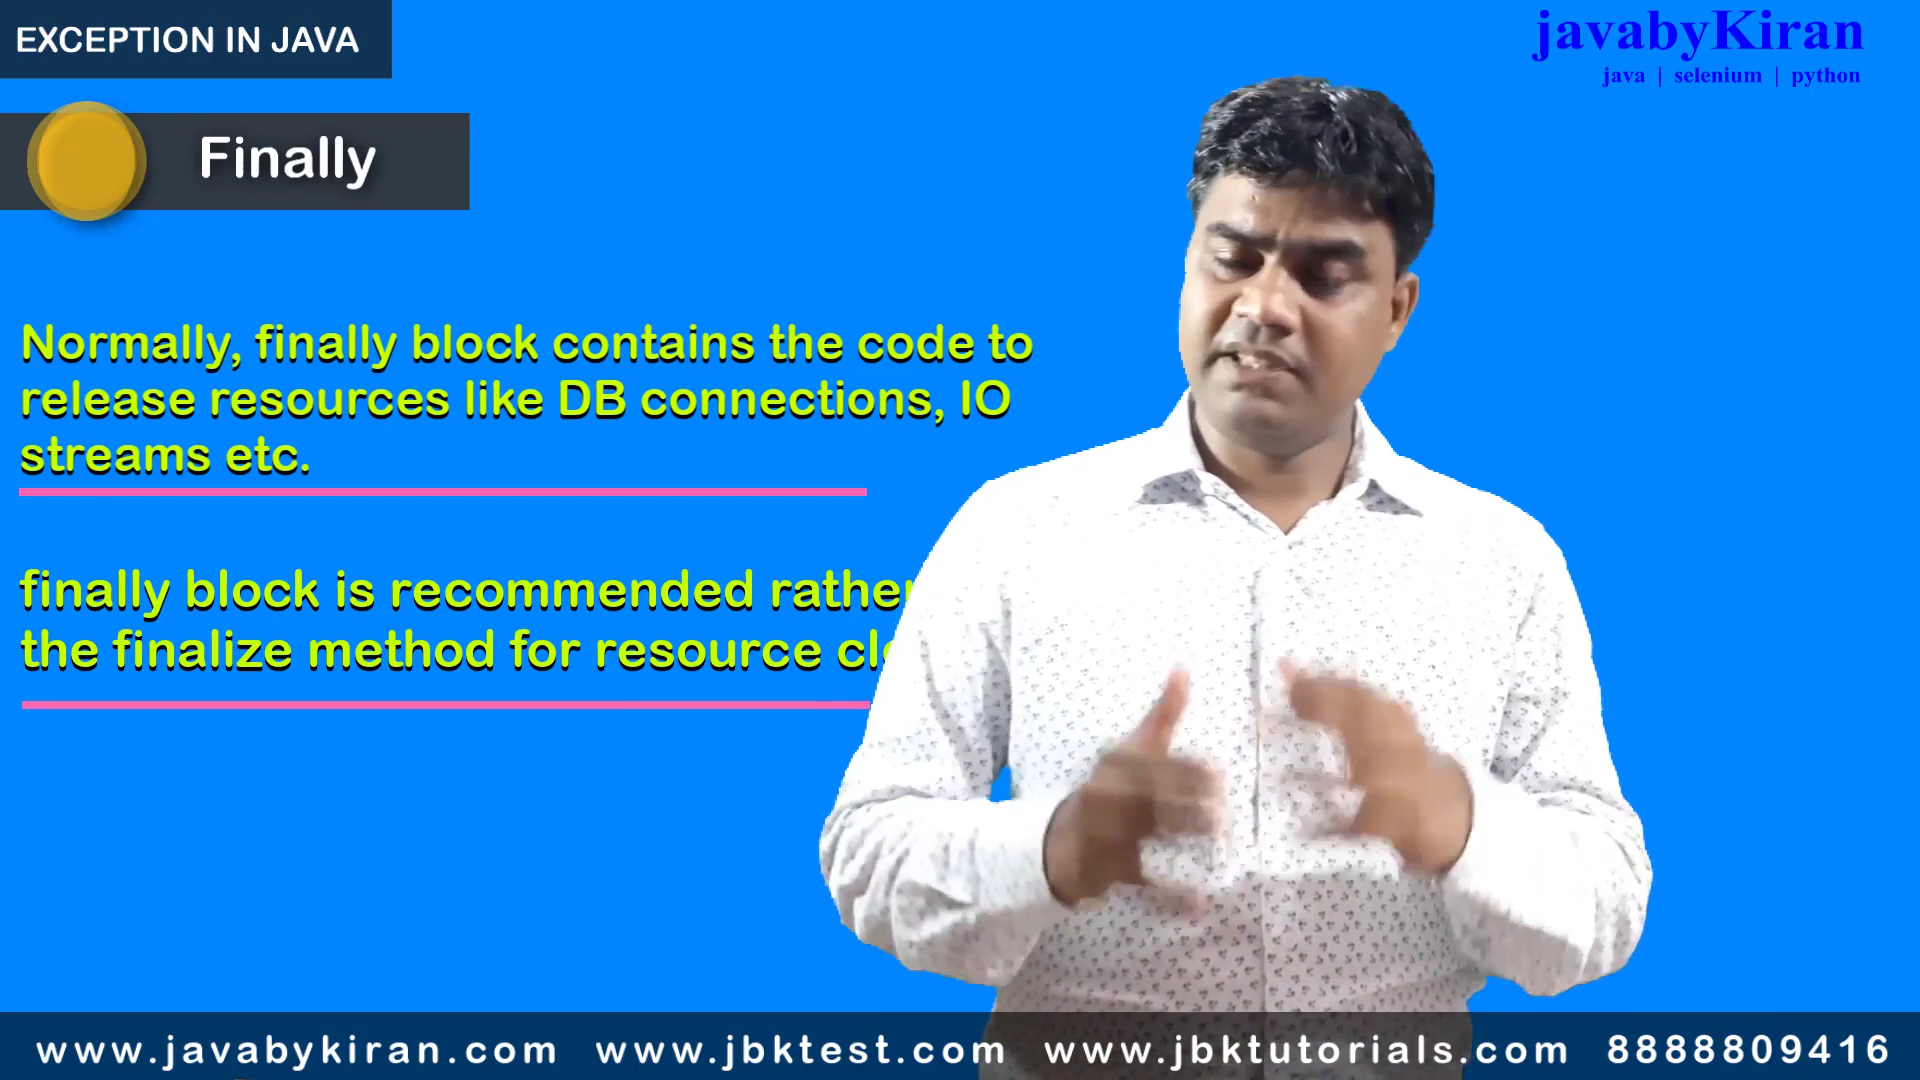 EXCEPTION IN JAVA
javabyKiran
java | selenium | python
Finally
Normally, finally block contains the code to
release resources like DB connections, IO
streams etc.
finally block is recommended rather
the finalize method for resource
www.javabykiran.com www.jbktest.com www.jbktutorials.com 8888809416